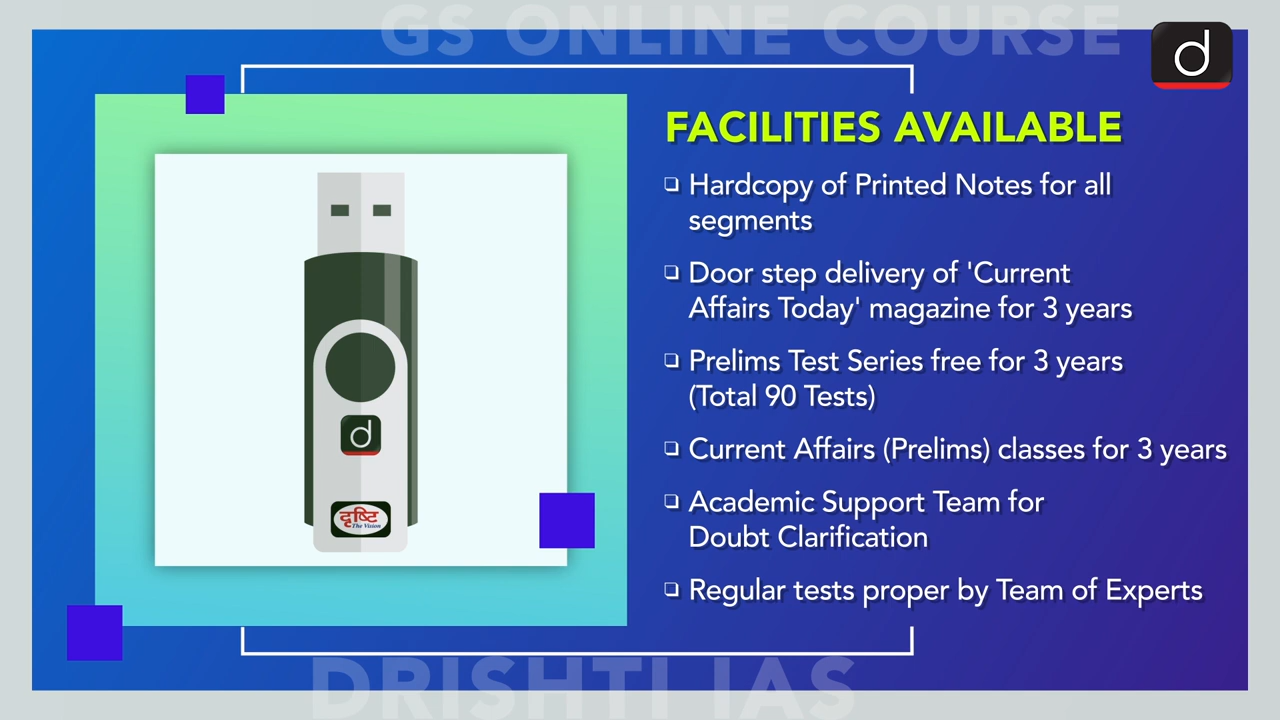 GS ONLINE COURSE
d
FACILITIES AVAILABLE
❑ Hardcopy of Printed Notes for all
segments
❑ Door step delivery of 'Current
Affairs Today' magazine for 3 years
❑ Prelims Test Series free for 3 years
(Total 90 Tests)
❑ Current Affairs (Prelims) classes for 3 years
❑ Academic Support Team for
Doubt Clarification
❑ Regular tests proper by Team of Experts
d
दृष्टि
The Vision
DRISHTI IAS